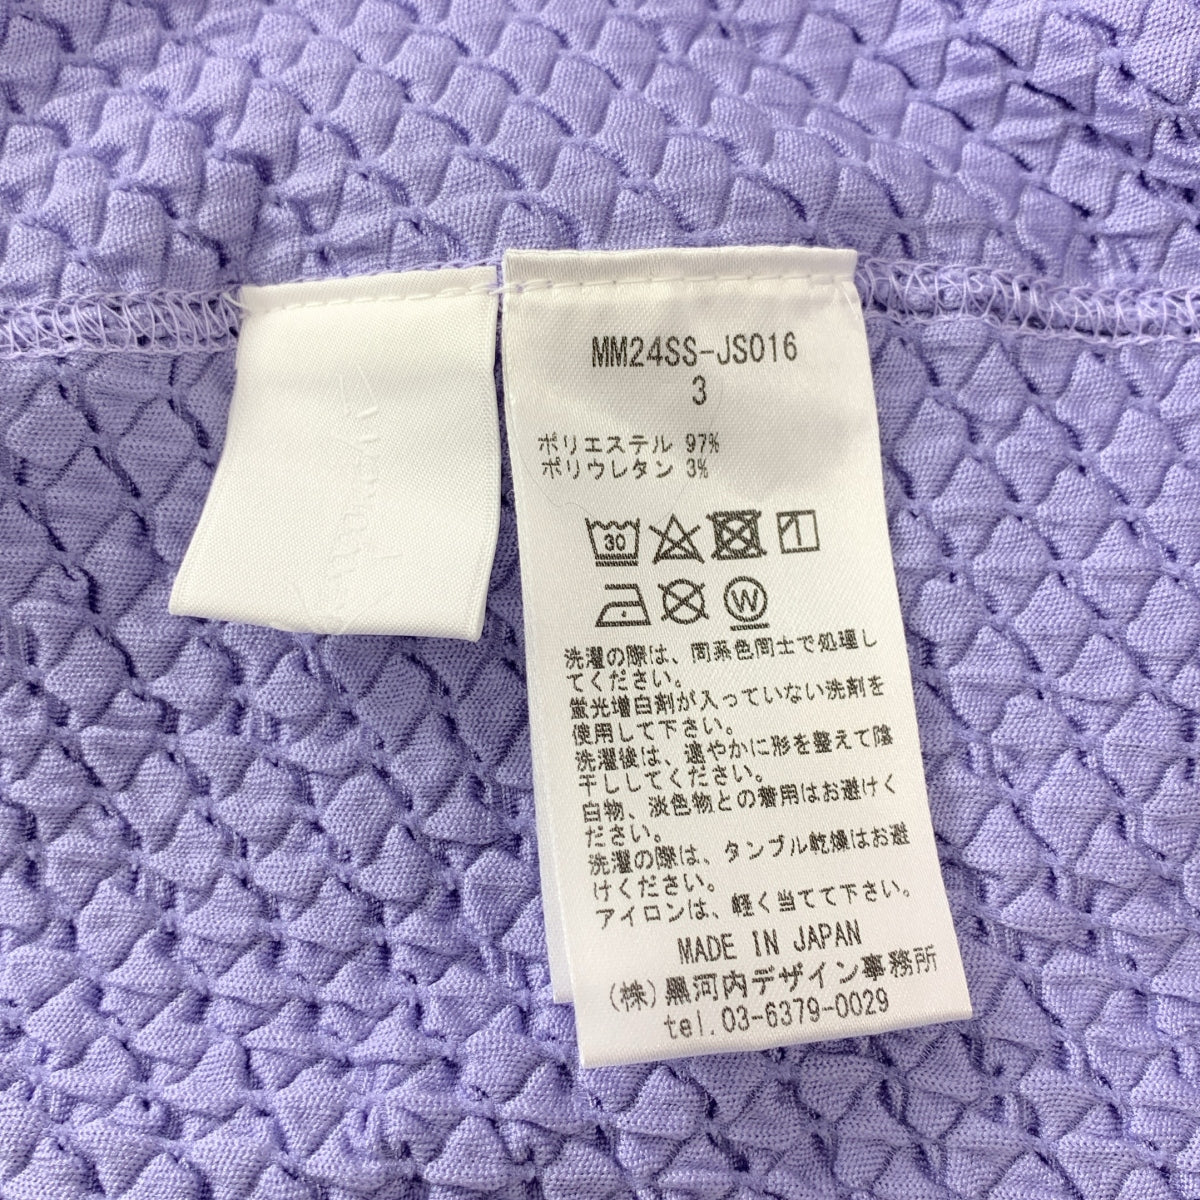 MM24SS-JS016
3
ポリエステル 97%
ポリウレタン 3%
30
W
洗濯の際は、同系色同士で処理し
てください。
蛍光増白剤が入っていない洗剤を
使用して下さい。
洗濯後は、速やかに形を整えて陰
干ししてください。
白物、淡色物との着用はお避けく
ださい。
洗濯の際は、タンブル乾燥はお避
けください。
アイロンは、軽く当てて下さい。
MADE IN JAPAN
(株)黒河内デザイン事務所
tel.03-6379-0029